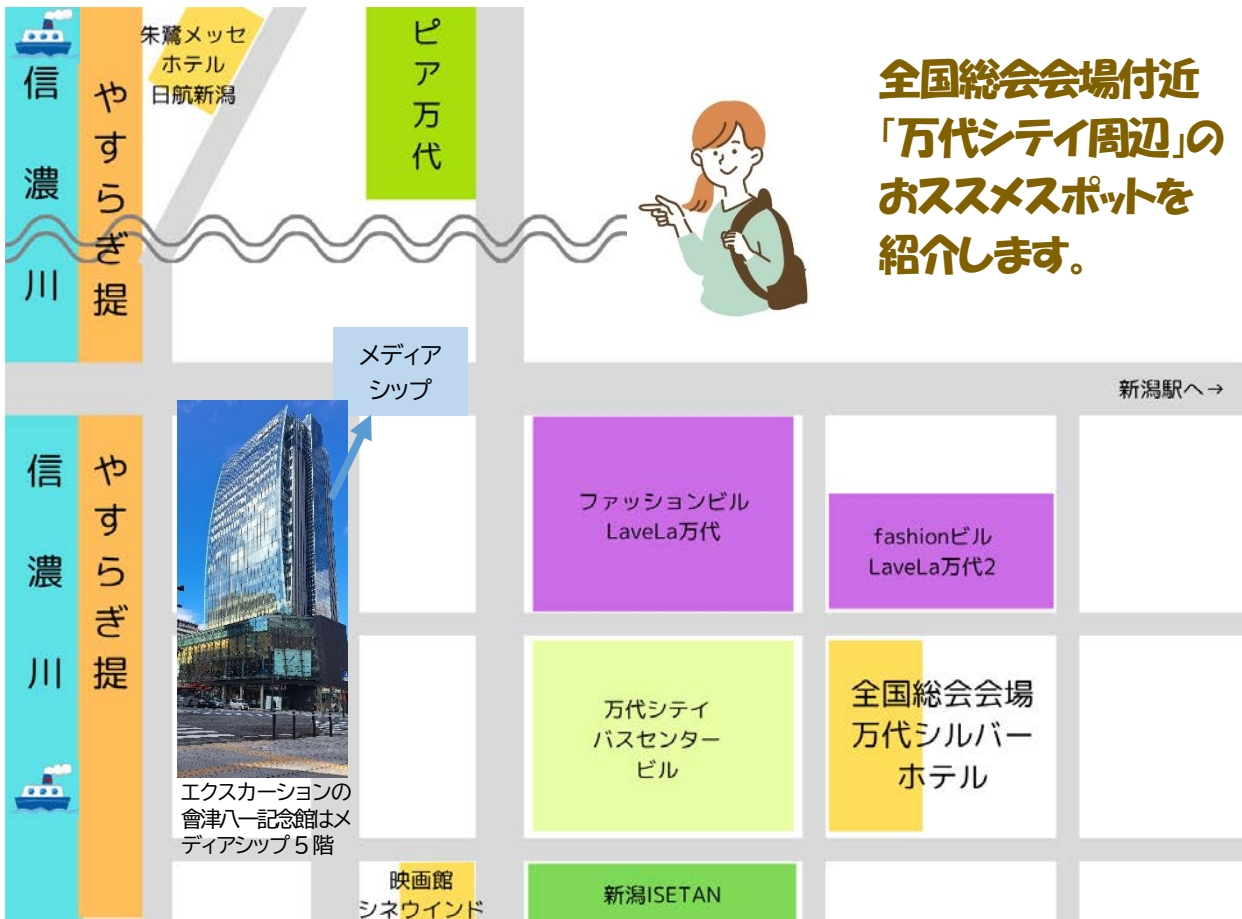 全国総会会場付近
「万代シテイ周辺」の
おススメスポットを
紹介します。
朱鷺メッセ
ホテル
日航新潟
ピア万代
信濃川
やすらぎ提
メディア
シップ
新潟駅へ→
信濃川
やすらぎ提
ファッションビル
LaveLa万代
fashionビル
LaveLa万代2
万代シテイ
バスセンター
ビル
全国総会会場
万代シルバー
ホテル
エクスカーションの
會津八一記念館はメ
ディアシップ5階
映画館
シネウインド
新潟ISETAN